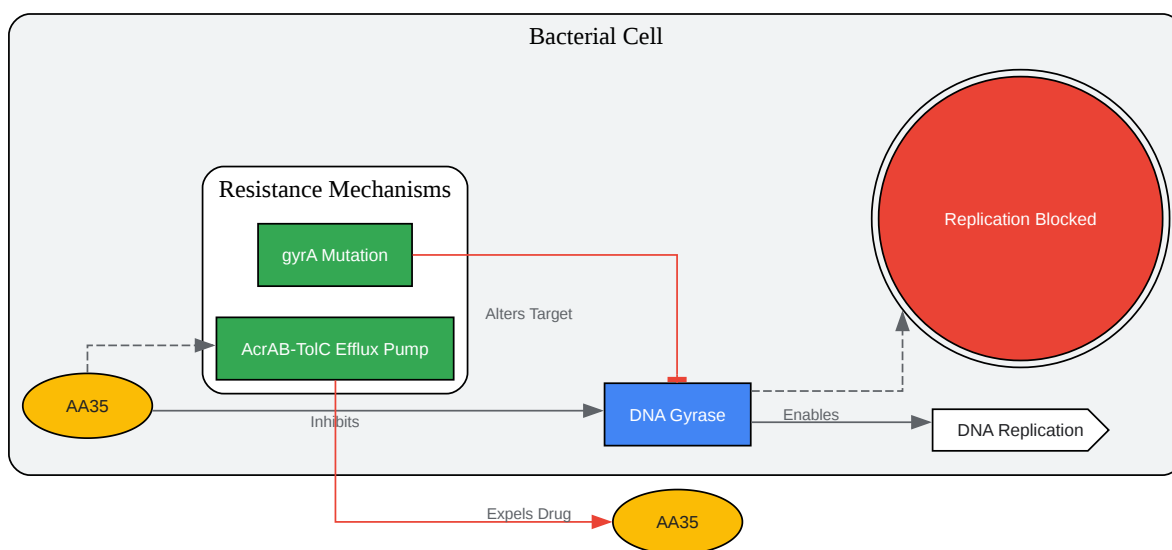 Bacterial Cell
Replication Blocked
Resistance Mechanisms
gyrA Mutation
Alters Target
AcrAB-TolC Efflux Pump
AA35
Inhibits
DNA Gyrase
Enables
DNA Replication
Expels Drug
AA35